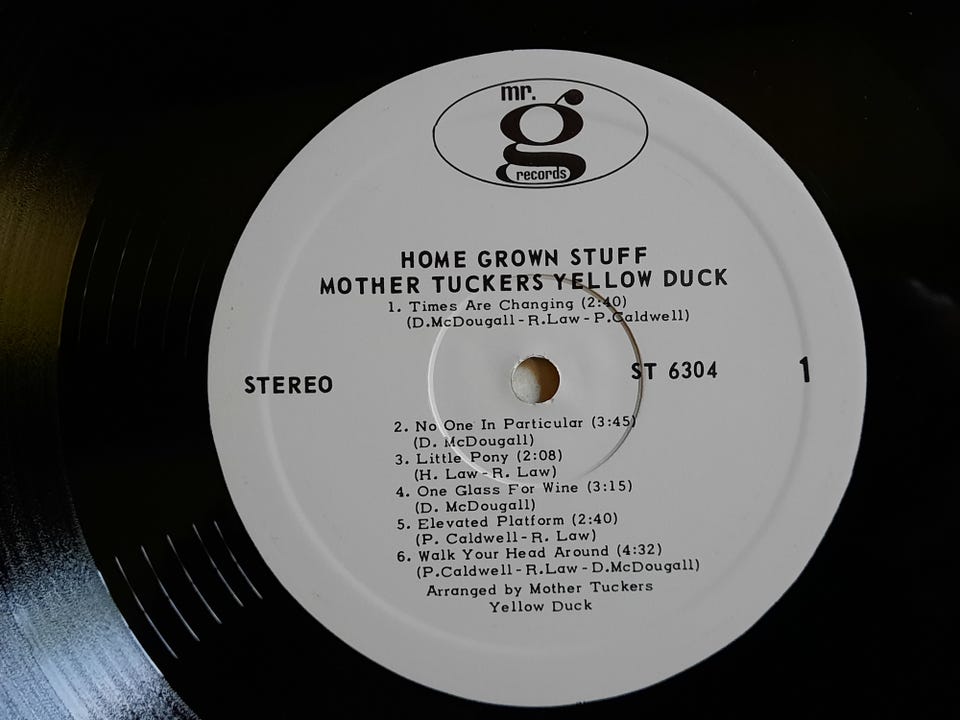 mr.
g
records
HOME GROWN STUFF
MOTHER TUCKERS YELLOW DUCK
1. Times Are Changing (2:40)
(D.McDougall - R.Law - P.Caldwell)
STEREO
ST 6304
1
2. No One In Particular (3:45)
(D. McDougall)
3. Little Pony (2:08)
(H. Law - R. Law)
4. One Glass For Wine (3:15)
(D. McDougall)
5. Elevated Platform (2:40)
(P. Caldwell - R. Law)
6. Walk Your Head Around (4:32)
(P.Caldwell - R.Law - D.McDougall)
Arranged by Mother Tuckers
Yellow Duck